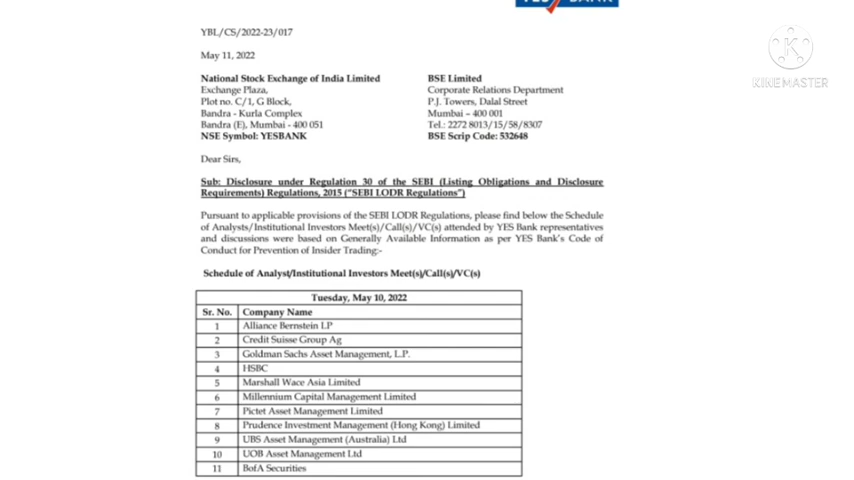 YES BANK
YBL/CS/2022-23/017
May 11, 2022
National Stock Exchange of India Limited
Exchange Plaza,
Plot no. C/1, G Block,
Bandra - Kurla Complex
Bandra (E), Mumbai - 400 051
NSE Symbol: YESBANK
BSE Limited
Corporate Relations Department
P.J. Towers, Dalal Street
Mumbai – 400 001
Tel.: 2272 8013/15/58/8307
BSE Scrip Code: 532648
K
KINEMASTER
Dear Sirs,
Sub: Disclosure under Regulation 30 of the SEBI (Listing Obligations and Disclosure
Requirements) Regulations, 2015 ("SEBI LODR Regulations")
Pursuant to applicable provisions of the SEBI LODR Regulations, please find below the Schedule
of Analysts/Institutional Investors Meet(s)/Call(s)/VC(s) attended by YES Bank representatives
and discussions were based on Generally Available Information as per YES Bank's Code of
Conduct for Prevention of Insider Trading:-
Schedule of Analyst/Institutional Investors Meet(s)/Call(s)/VC(s)
Tuesday, May 10, 2022
Sr. No. Company Name
1 Alliance Bernstein LP
2 Credit Suisse Group Ag
3 Goldman Sachs Asset Management, L.P.
4 HSBC
5 Marshall Wace Asia Limited
6 Millennium Capital Management Limited
7 Pictet Asset Management Limited
8 Prudence Investment Management (Hong Kong) Limited
9 UBS Asset Management (Australia) Ltd
10 UOB Asset Management Ltd
11 BofA Securities